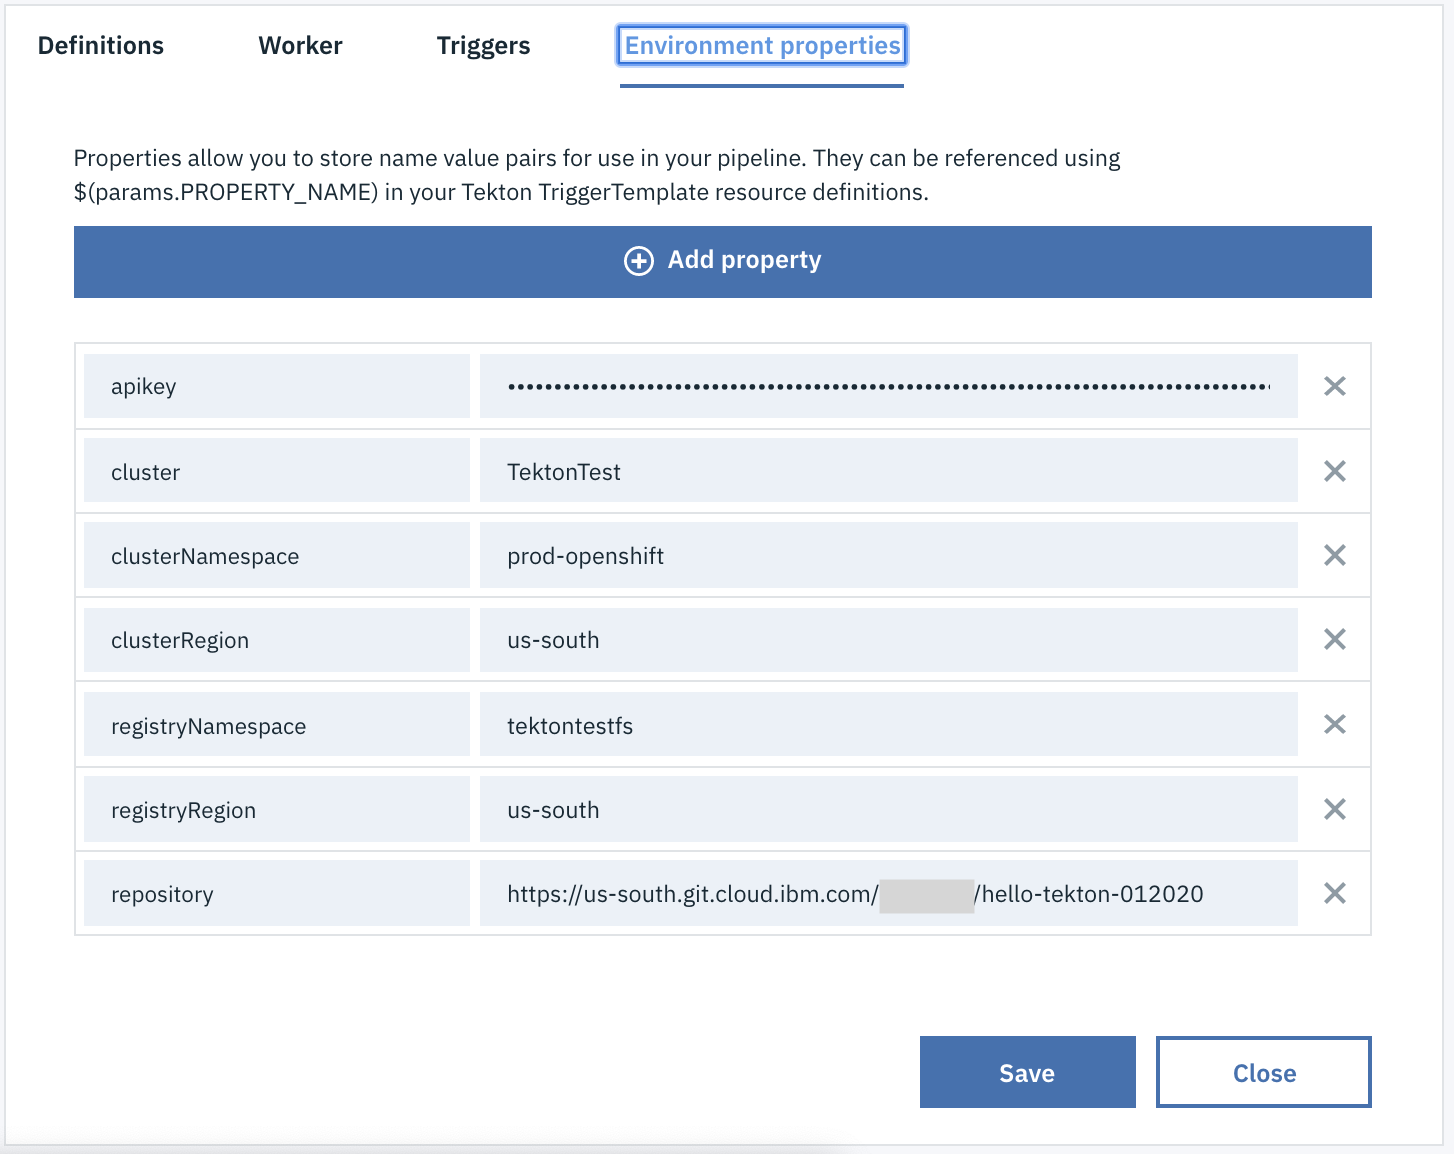 Definitions Worker Triggers Environment properties
Properties allow you to store name value pairs for use in your pipeline. They can be referenced using
$(params.PROPERTY_NAME) in your Tekton TriggerTemplate resource definitions.
Add property
apikey
cluster TektonTest
clusterNamespace prod-openshift
clusterRegion us-south
registryNamespace tektontestfs
registryRegion us-south
repository https://us-south.git.cloud.ibm.com/ /hello-tekton-012020
Save Close